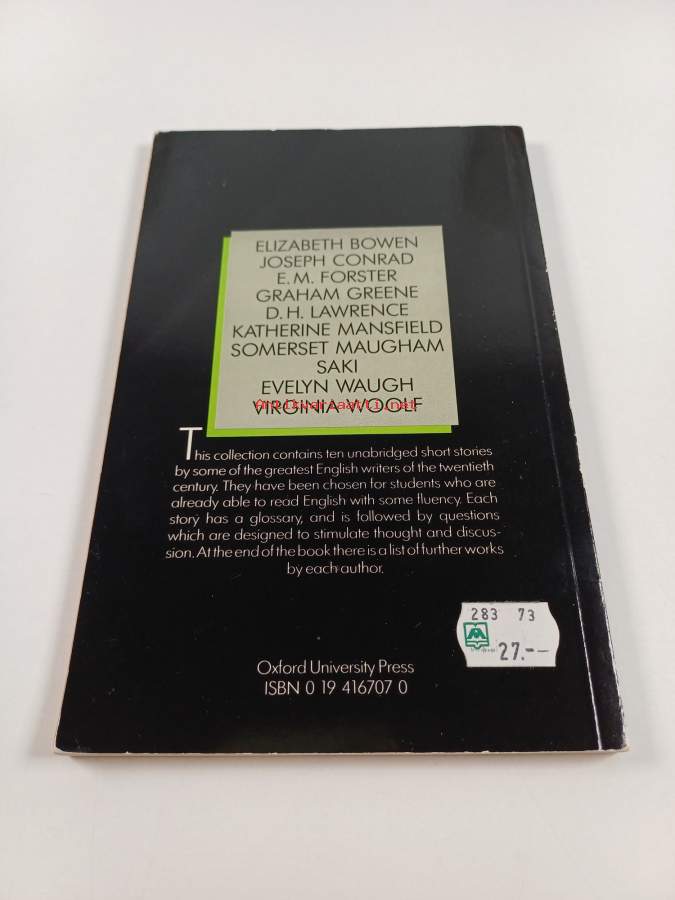 ELIZABETH BOWEN
JOSEPH CONRAD
E. M. FORSTER
GRAHAM GREENE
D. H. LAWRENCE
KATHERINE MANSFIELD
SOMERSET MAUGHAM
SAKI
EVELYN WAUGH
VIRGINIA WOOLF
Antikvariaatti.net
This collection contains ten unabridged short stories
by some of the greatest English writers of the twentieth
century. They have been chosen for students who are
already able to read English with some fluency. Each
story has a glossary, and is followed by questions
which are designed to stimulate thought and discus-
sion. At the end of the book there is a list of further works
by each author.
283 73
27.--
Oxford University Press
ISBN 0 19 416707 0